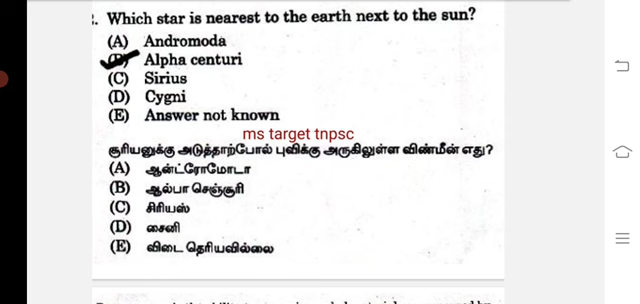 . Which star is nearest to the earth next to the sun?
(A) Andromoda
(B) Alpha centuri
(C) Sirius
(D) Cygni
(E) Answer not known
ms target tnpsc
சூரியனுக்கு அடுத்தாற்போல் புவிக்கு அருகிலுள்ள விண்மீன் எது?
(A) ஆன்ட்ரோமோடா
(B) ஆல்பா செஞ்சூரி
(C) சிரியஸ்
(D) சைனி
(E) விடை தெரியவில்லை